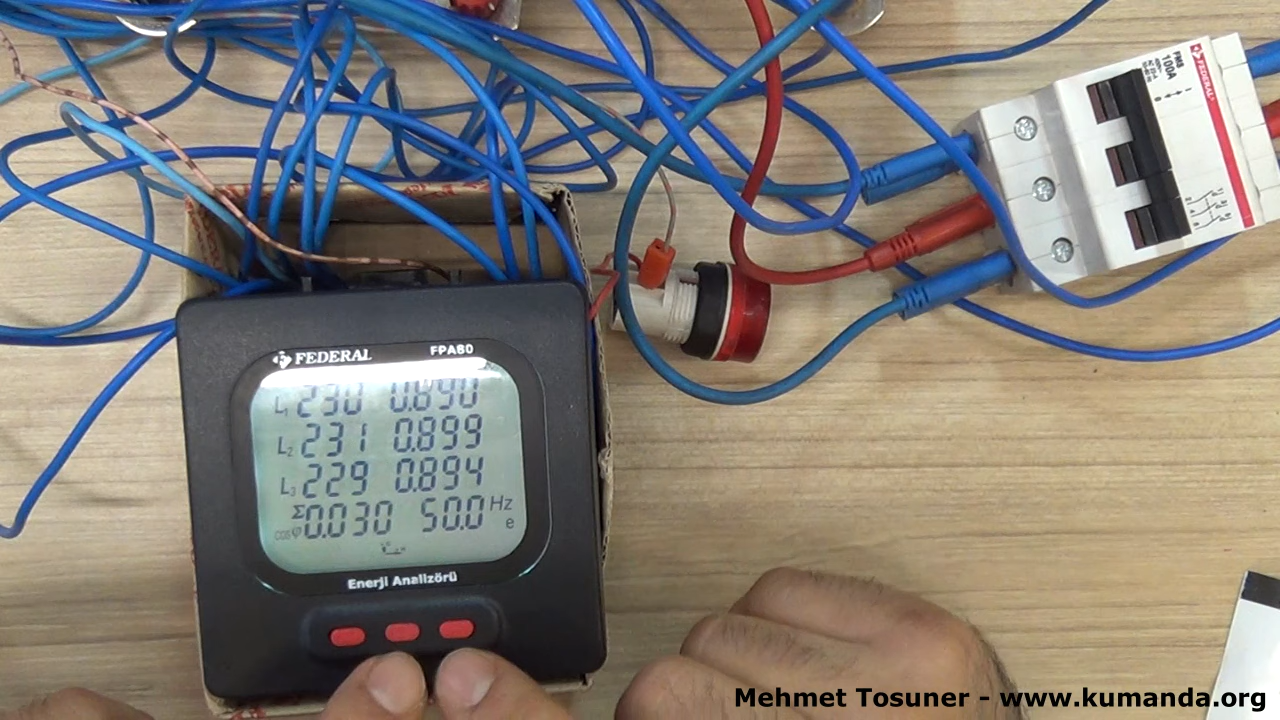 FEDERAL FPA80
L1 230 0.890
L2 231 0.899
L3 229 0.894
Σ cosφ 0.030 50.0 Hz e
Enerji Analizörü
FEDERAL
100A
Mehmet Tosuner - www.kumanda.org